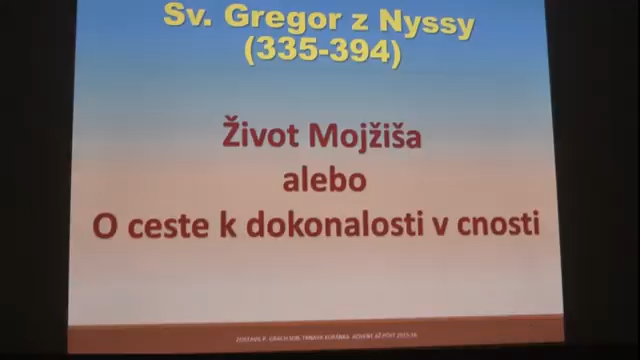 Sv. Gregor z Nyssy
(335-394)
Život Mojžiša
alebo
O ceste k dokonalosti v cnosti